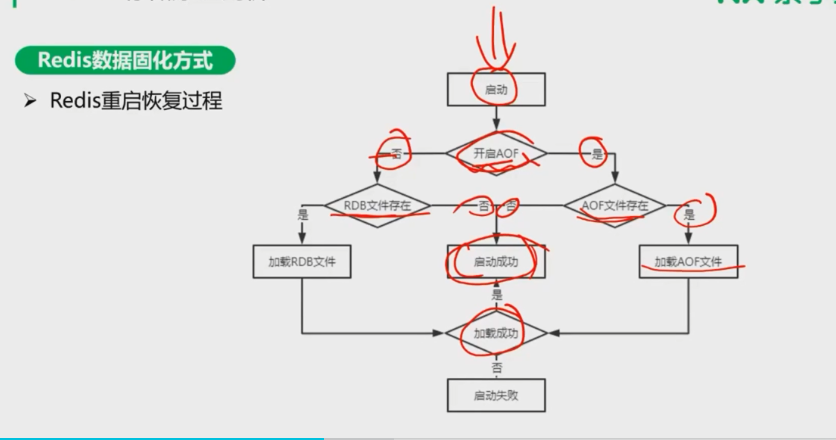 Redis数据固化方式
➢ Redis重启恢复过程
启动
否 开启AOF 是
RDB文件存在 否 否 AOF文件存在
是 是
加载RDB文件 启动成功 加载AOF文件
是
加载成功
否
启动失败